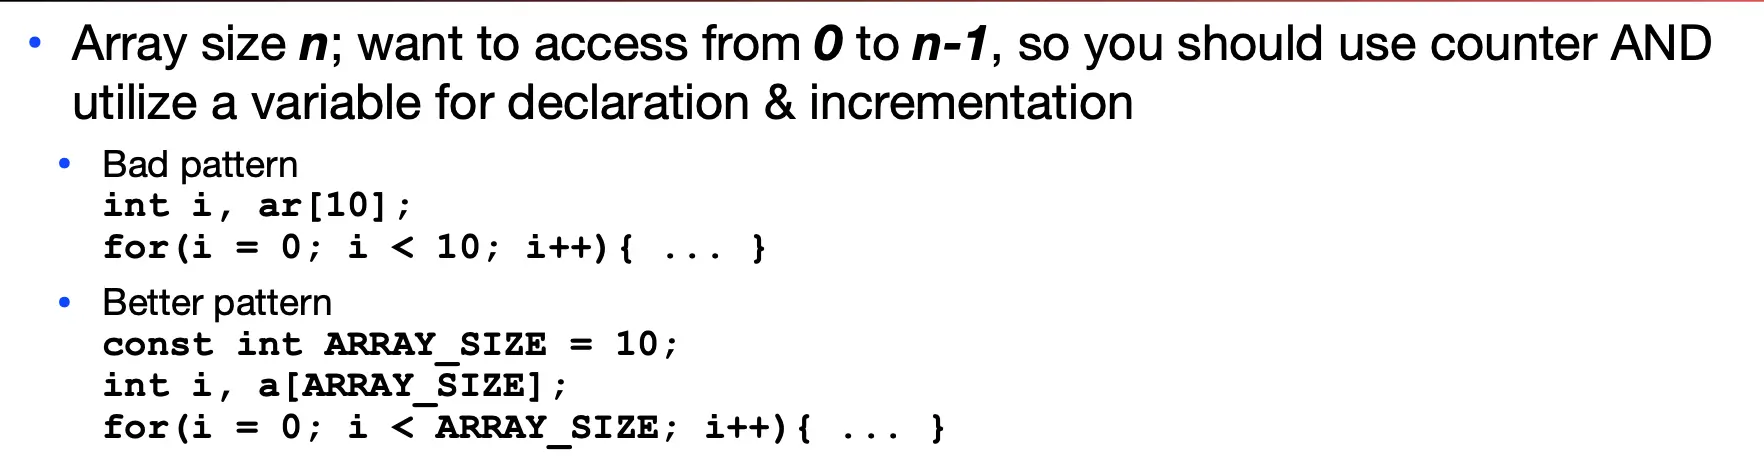 • Array size n; want to access from 0 to n-1, so you should use counter AND
utilize a variable for declaration & incrementation
• Bad pattern
int i, ar[10];
for(i = 0; i < 10; i++){ ... }
• Better pattern
const int ARRAY_SIZE = 10;
int i, a[ARRAY_SIZE];
for(i = 0; i < ARRAY_SIZE; i++){ ... }